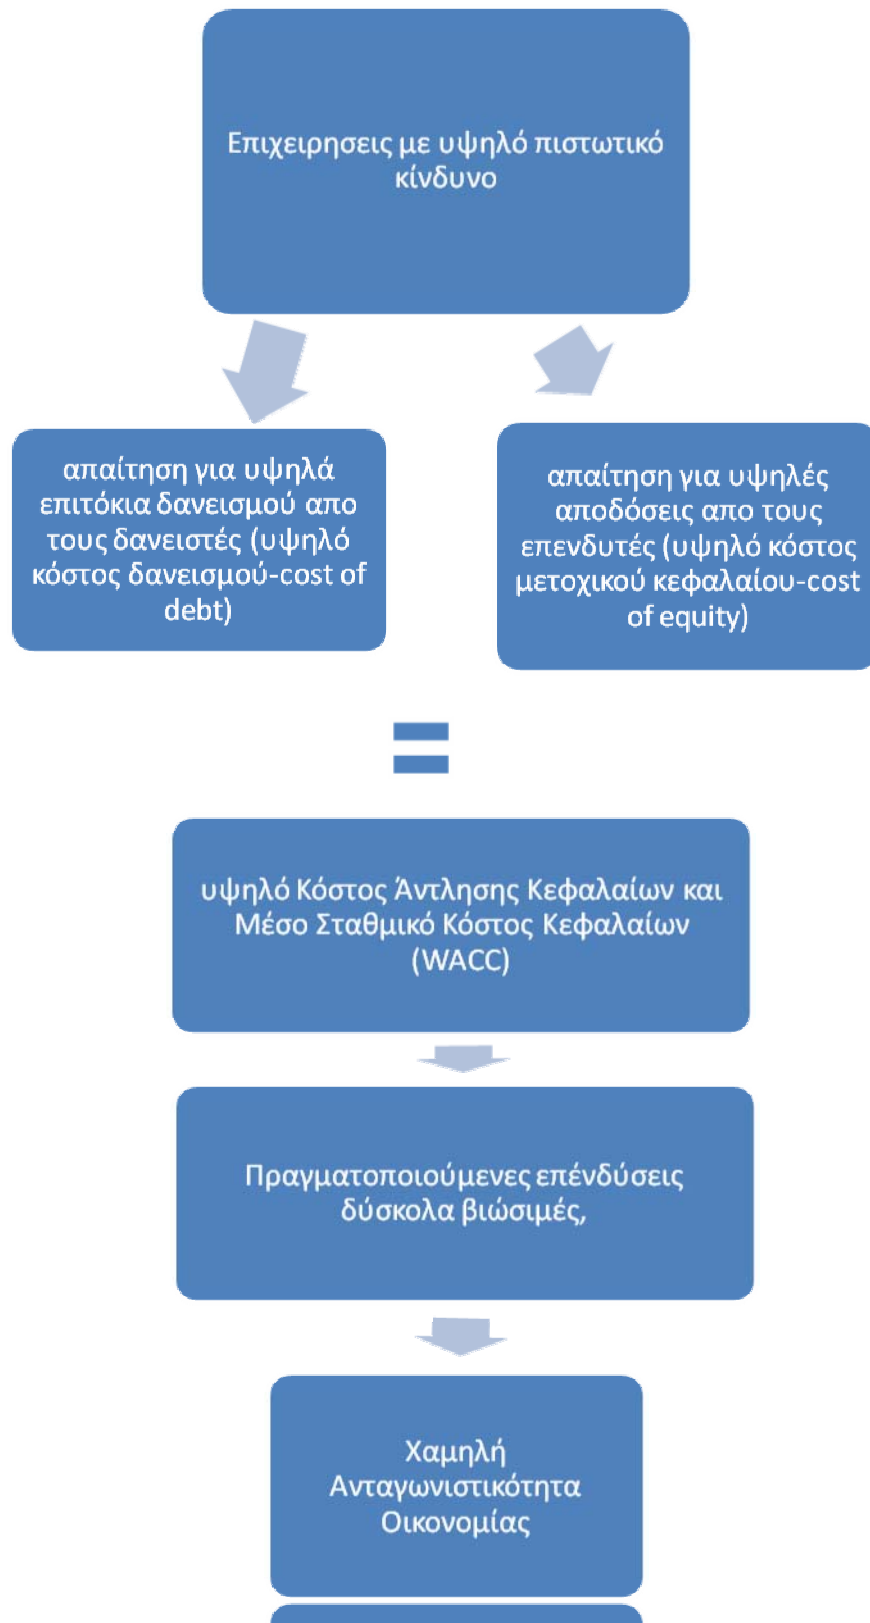 Επιχειρησεις με υψηλό πιστωτικό
κίνδυνο
απαίτηση για υψηλά
επιτόκια δανεισμού απο
τους δανειστές (υψηλό
κόστος δανεισμού-cost of
debt)
απαίτηση για υψηλές
αποδόσεις απο τους
επενδυτές (υψηλό κόστος
μετοχικού κεφαλαίου-cost
of equity)
=
υψηλό Κόστος Άντλησης Κεφαλαίων και
Μέσο Σταθμικό Κόστος Κεφαλαίων
(WACC)
Πραγματοποιούμενες επένδύσεις
δύσκολα βιώσιμές,
Χαμηλή
Ανταγωνιστικότητα
Οικονομίας